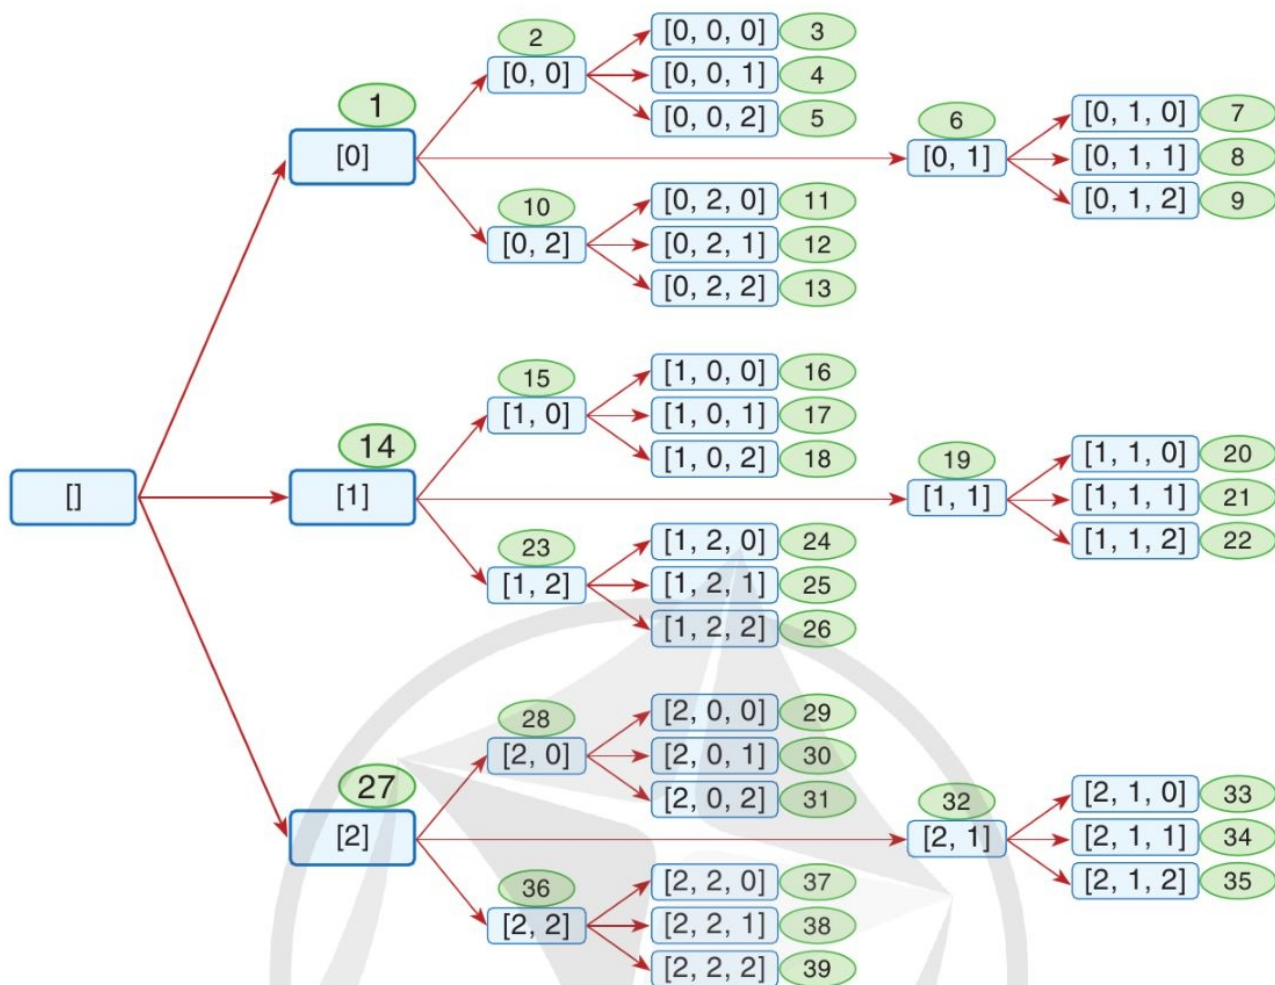 1
[0]
2
[0, 0]
[0, 0, 0] 3
[0, 0, 1] 4
[0, 0, 2] 5
6
[0, 1]
[0, 1, 0] 7
[0, 1, 1] 8
[0, 1, 2] 9
10
[0, 2]
[0, 2, 0] 11
[0, 2, 1] 12
[0, 2, 2] 13
[]
14
[1]
15
[1, 0]
[1, 0, 0] 16
[1, 0, 1] 17
[1, 0, 2] 18
19
[1, 1]
[1, 1, 0] 20
[1, 1, 1] 21
[1, 1, 2] 22
23
[1, 2]
[1, 2, 0] 24
[1, 2, 1] 25
[1, 2, 2] 26
27
[2]
28
[2, 0]
[2, 0, 0] 29
[2, 0, 1] 30
[2, 0, 2] 31
32
[2, 1]
[2, 1, 0] 33
[2, 1, 1] 34
[2, 1, 2] 35
36
[2, 2]
[2, 2, 0] 37
[2, 2, 1] 38
[2, 2, 2] 39